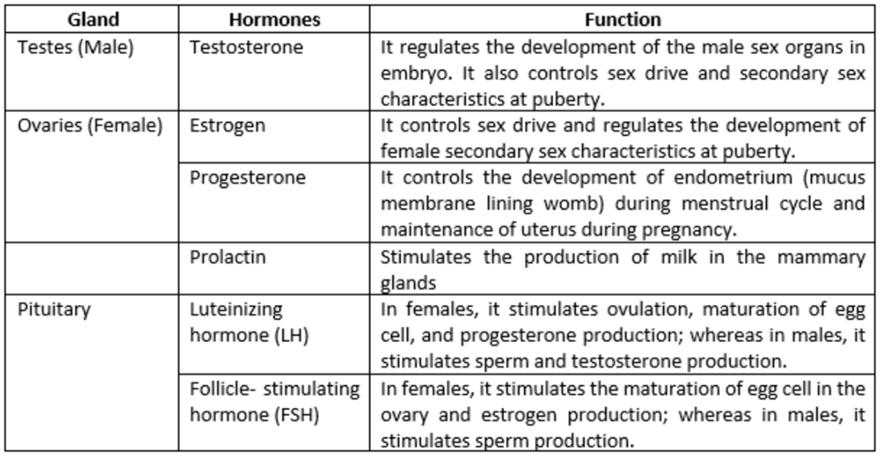 Gland Hormones Function
Testes (Male) Testosterone It regulates the development of the male sex organs in
embryo. It also controls sex drive and secondary sex
characteristics at puberty.
Ovaries (Female) Estrogen It controls sex drive and regulates the development of
female secondary sex characteristics at puberty.
Progesterone It controls the development of endometrium (mucus
membrane lining womb) during menstrual cycle and
maintenance of uterus during pregnancy.
Prolactin Stimulates the production of milk in the mammary
glands
Pituitary Luteinizing In females, it stimulates ovulation, maturation of egg
hormone (LH) cell, and progesterone production; whereas in males, it
stimulates sperm and testosterone production.
Follicle- stimulating In females, it stimulates the maturation of egg cell in the
hormone (FSH) ovary and estrogen production; whereas in males, it
stimulates sperm production.